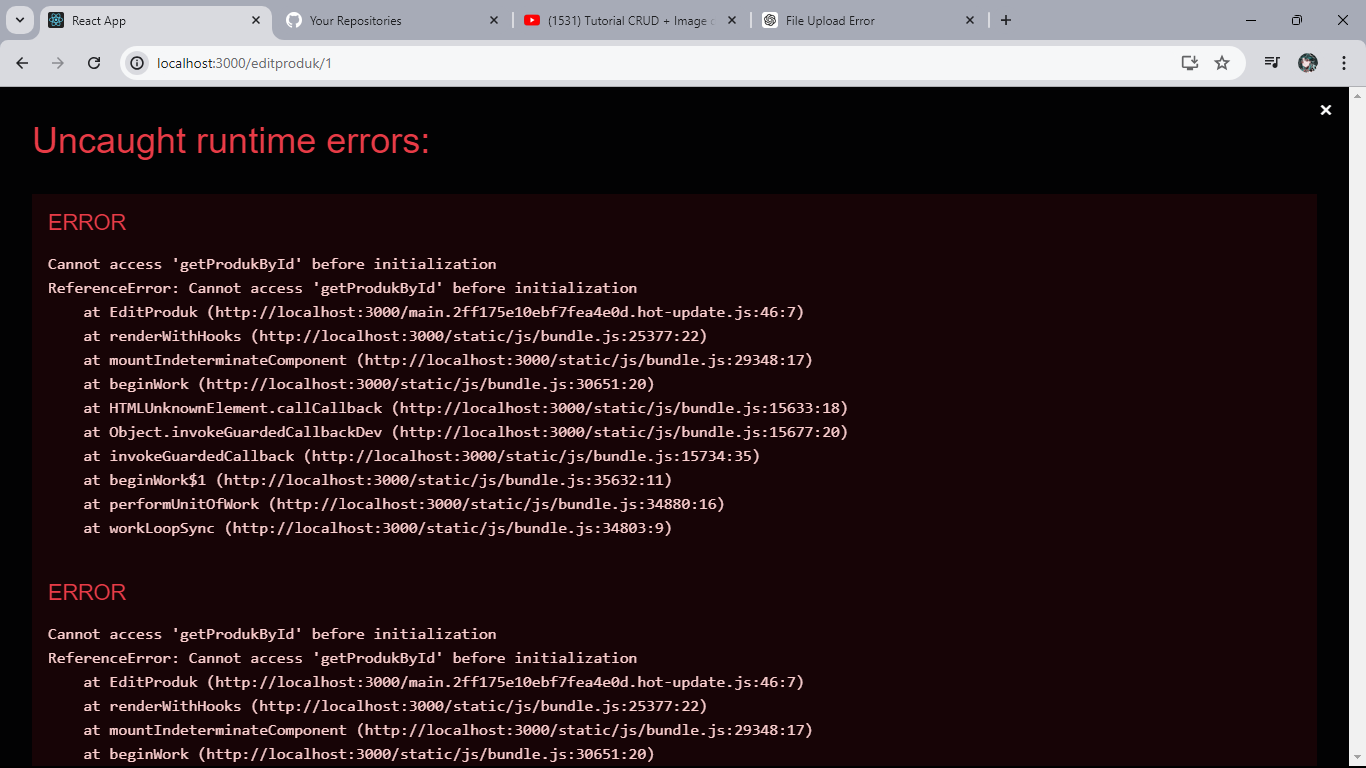 React App
Your Repositories
(1531) Tutorial CRUD + Image
File Upload Error
localhost:3000/editproduk/1
Uncaught runtime errors:
ERROR
Cannot access 'getProdukById' before initialization
ReferenceError: Cannot access 'getProdukById' before initialization
at EditProduk (http://localhost:3000/main.2ff175e10ebf7fea4e0d.hot-update.js:46:7)
at renderWithHooks (http://localhost:3000/static/js/bundle.js:25377:22)
at mountIndeterminateComponent (http://localhost:3000/static/js/bundle.js:29348:17)
at beginWork (http://localhost:3000/static/js/bundle.js:30651:20)
at HTMLUnknownElement.callCallback (http://localhost:3000/static/js/bundle.js:15633:18)
at Object.invokeGuardedCallbackDev (http://localhost:3000/static/js/bundle.js:15677:20)
at invokeGuardedCallback (http://localhost:3000/static/js/bundle.js:15734:35)
at beginWork$1 (http://localhost:3000/static/js/bundle.js:35632:11)
at performUnitOfWork (http://localhost:3000/static/js/bundle.js:34880:16)
at workLoopSync (http://localhost:3000/static/js/bundle.js:34803:9)
ERROR
Cannot access 'getProdukById' before initialization
ReferenceError: Cannot access 'getProdukById' before initialization
at EditProduk (http://localhost:3000/main.2ff175e10ebf7fea4e0d.hot-update.js:46:7)
at renderWithHooks (http://localhost:3000/static/js/bundle.js:25377:22)
at mountIndeterminateComponent (http://localhost:3000/static/js/bundle.js:29348:17)
at beginWork (http://localhost:3000/static/js/bundle.js:30651:20)